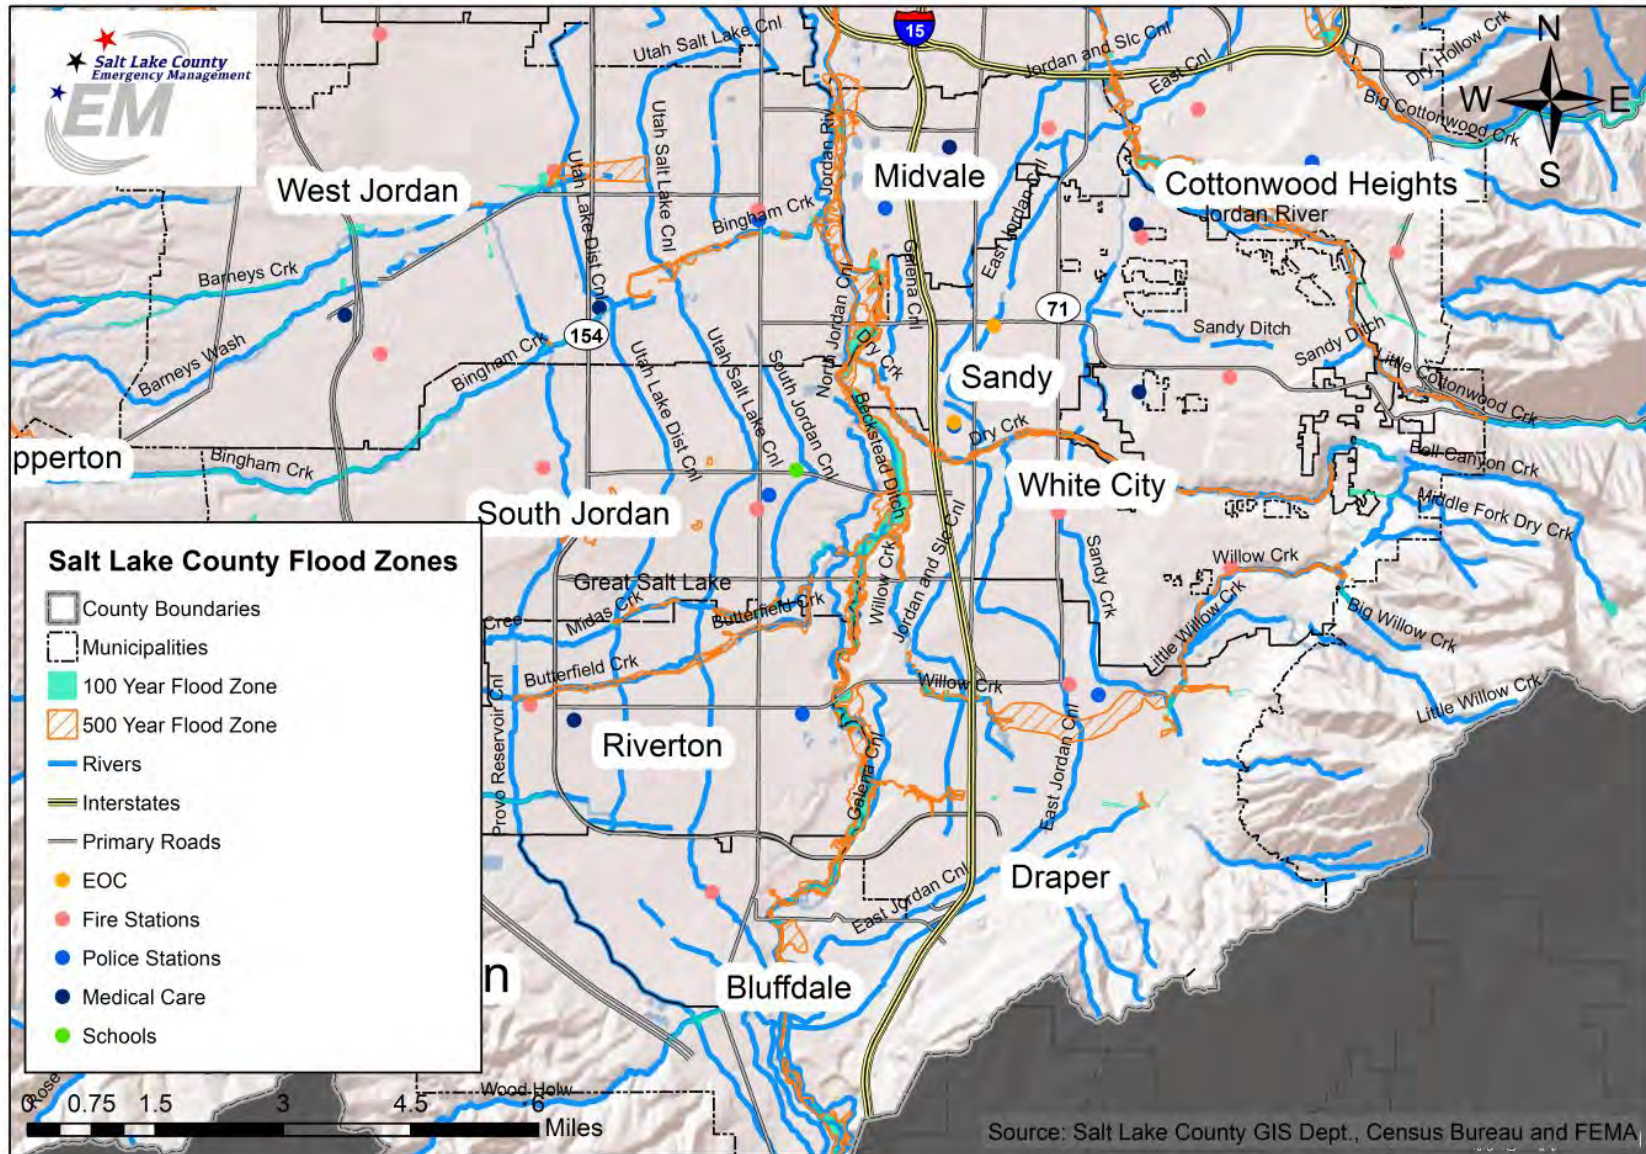 Salt Lake County
Emergency Management
EM
15
N
W
E
S
Utah Salt Lake Cnl
Jordan and Slc Cnl
East Cnl
Dry Hollow Crk
Big Cottonwood Crk
Utah Salt Lake Cnl
Jordan Riv
Midvale
West Jordan
Cottonwood Heights
Jordan River
Utah Lake Dist Cnl
Bingham Crk
East Jordan Cnl
Galena Cnl
Barneys Crk
North Jordan Cnl
154
71
Sandy Ditch
Sandy Ditch
Barneys Wash
Bingham Crk
Dry Crk
Little Cottonwood Crk
Utah Lake Dist Cnl
Utah Salt Lake Cnl
South Jordan Cnl
Sandy
Beckstead Ditch
Dry Crk
pperton
Bingham Crk
Bell Canyon Crk
White City
Middle Fork Dry Crk
South Jordan
Jordan and Slc Cnl
Willow Crk
Sandy Crk
Willow Crk
Great Salt Lake
Cree
Midas Crk
Butterfield Crk
Little Willow Crk
Big Willow Crk
Butterfield Crk
Willow Crk
Little Willow Crk
Provo Reservoir Cnl
Riverton
Galena Cnl
East Jordan Cnl
Draper
East Jordan Cnl
n
Bluffdale
Wood Holw
Rose
Salt Lake County Flood Zones
County Boundaries
Municipalities
100 Year Flood Zone
500 Year Flood Zone
Rivers
Interstates
Primary Roads
EOC
Fire Stations
Police Stations
Medical Care
Schools
0 0.75 1.5 3 4.5 6
Miles
Source: Salt Lake County GIS Dept., Census Bureau and FEMA